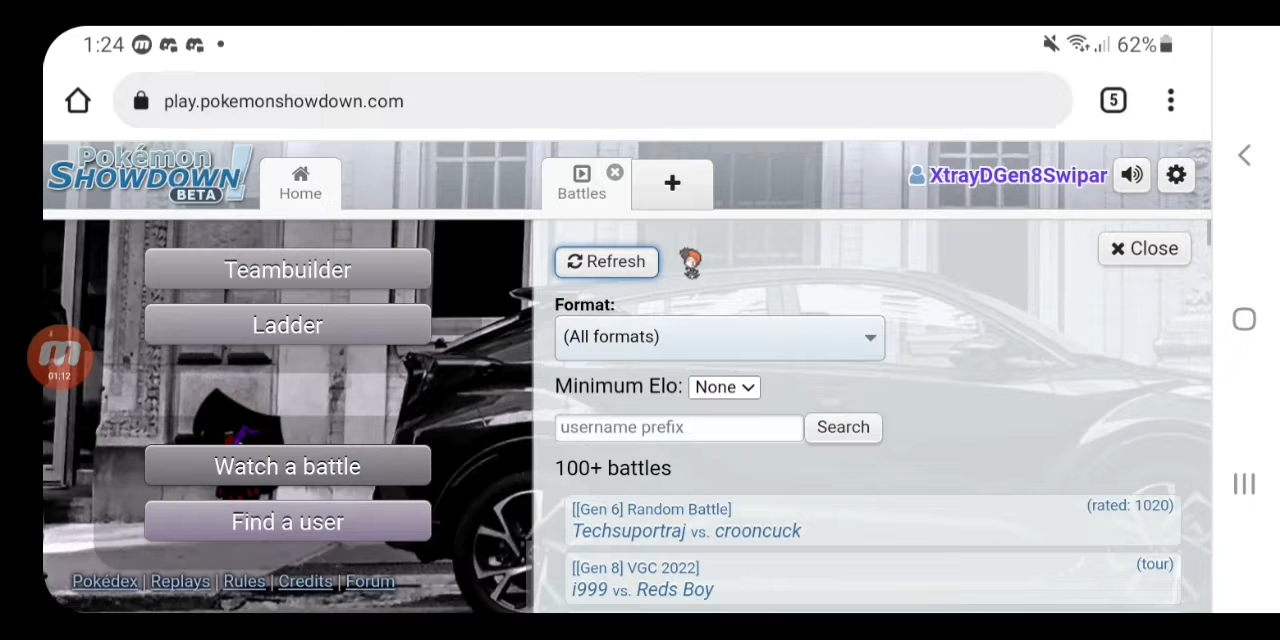 1:24
62%
play.pokemonshowdown.com
5
Pokémon
SHOWDOWN!
BETA
Home
Battles
+
XtrayDGen8Swipar
Teambuilder
Ladder
01:12
Watch a battle
Find a user
Pokédex | Replays | Rules | Credits | Forum
Refresh
Close
Format:
(All formats)
Minimum Elo: None
username prefix
Search
100+ battles
[[Gen 6] Random Battle]
(rated: 1020)
Techsuportraj vs. crooncuck
[[Gen 8] VGC 2022]
(tour)
i999 vs. Reds Boy